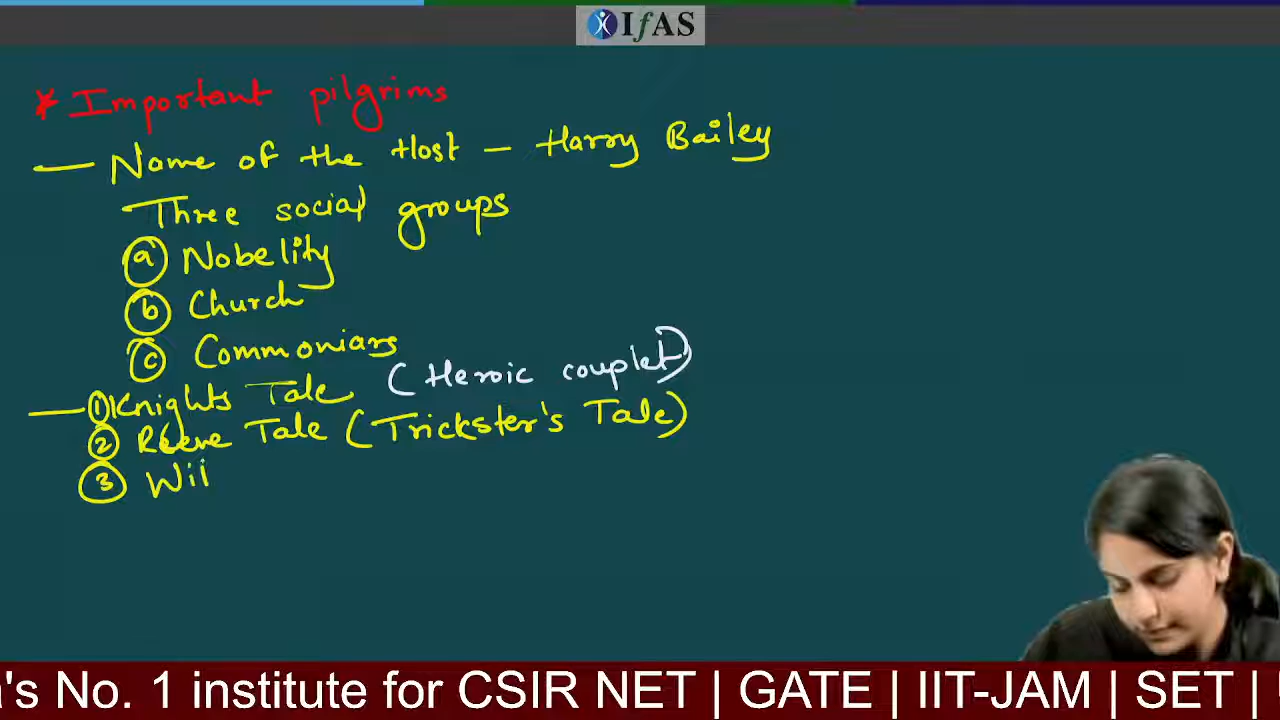 IfAS
* Important pilgrims
— Name of the Host – Harry Bailey
Three social groups
(a) Nobelity
(b) Church
(c) Commoniars
— (1) Knights Tale (Heroic couplet)
(2) Reeve Tale (Trickster's Tale)
(3) Wii
's No. 1 institute for CSIR NET | GATE | IIT-JAM | SET |